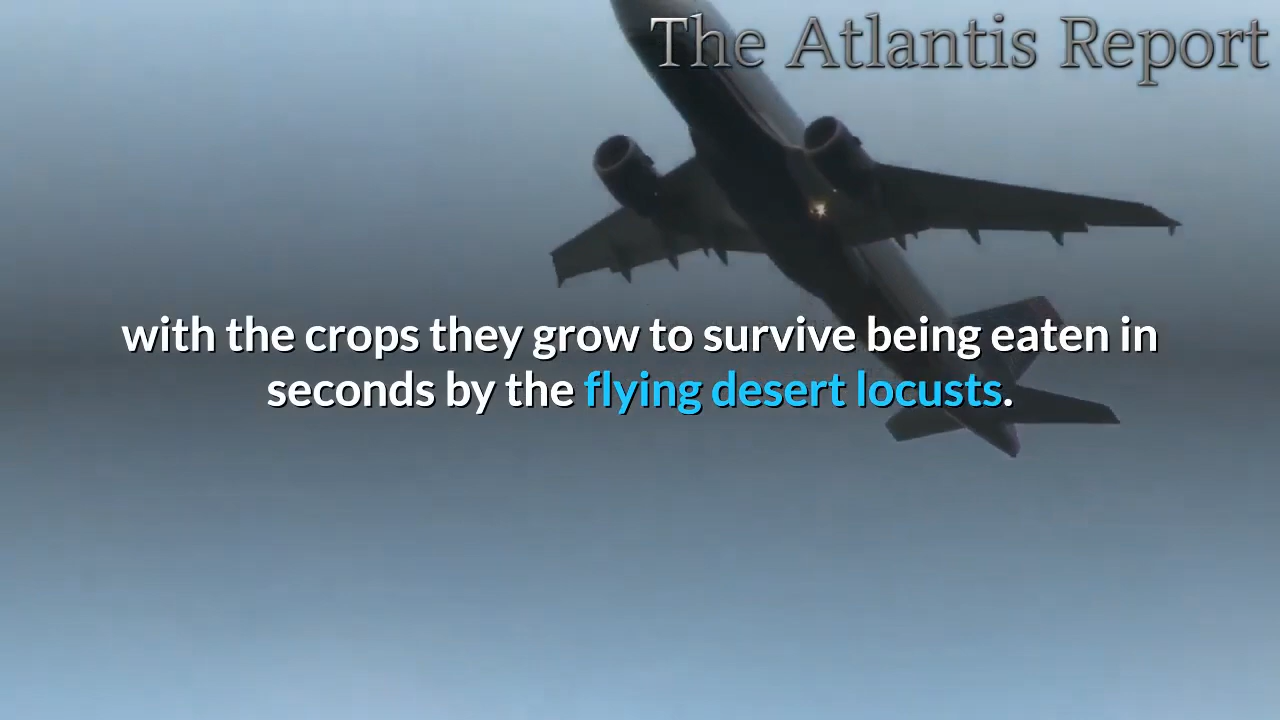 The Atlantis Report
with the crops they grow to survive being eaten in
seconds by the flying desert locusts.